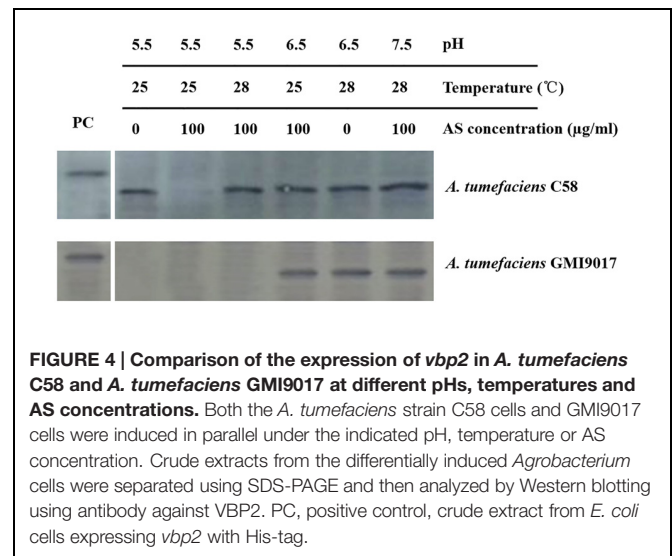 5.5 5.5 5.5 6.5 6.5 7.5 pH
25 25 28 25 28 28 Temperature (℃)
PC 0 100 100 100 0 100 AS concentration (µg/ml)
A. tumefaciens C58
A. tumefaciens GMI9017
FIGURE 4 | Comparison of the expression of vbp2 in A. tumefaciens
C58 and A. tumefaciens GMI9017 at different pHs, temperatures and
AS concentrations. Both the A. tumefaciens strain C58 cells and GMI9017
cells were induced in parallel under the indicated pH, temperature or AS
concentration. Crude extracts from the differentially induced Agrobacterium
cells were separated using SDS-PAGE and then analyzed by Western blotting
using antibody against VBP2. PC, positive control, crude extract from E. coli
cells expressing vbp2 with His-tag.